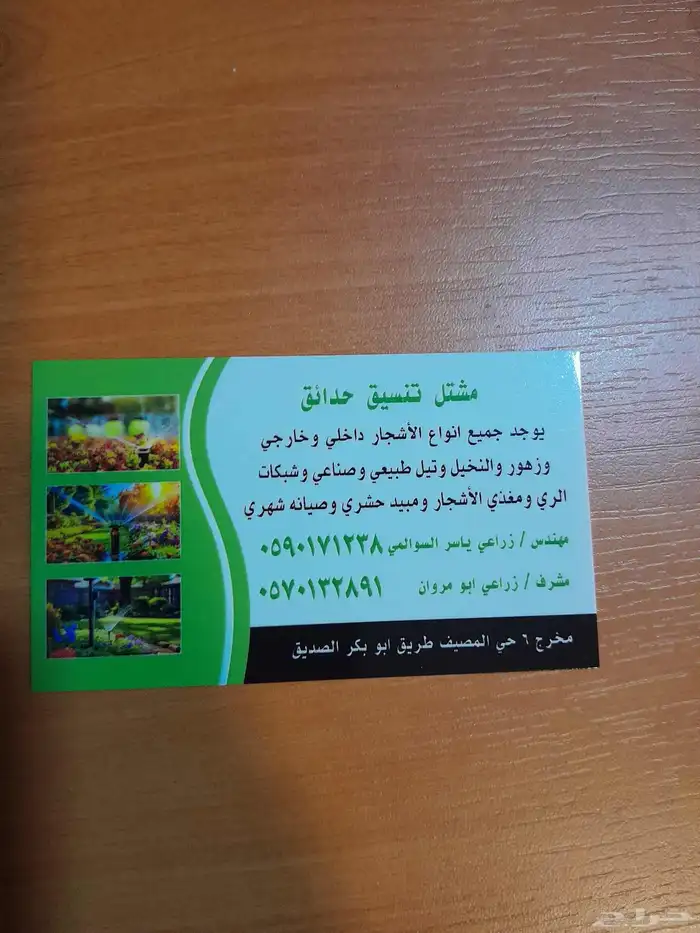 مشتل تنسيق حدائق
يوجد جميع انواع الأشجار داخلي وخارجي
وزهور والنخيل وتيل طبيعي وصناعي وشبكات
الري ومغذي الأشجار ومبيد حشري وصيانه شهري
مهندس / زراعي ياسر السوالمي ٠٥٩٠١٧١٢٣٨
مشرف / زراعي ابو مروان ٠٥٧٠١٣٢٨٩١
مخرج ٦ حي المصيف طريق ابو بكر الصديق
حراج